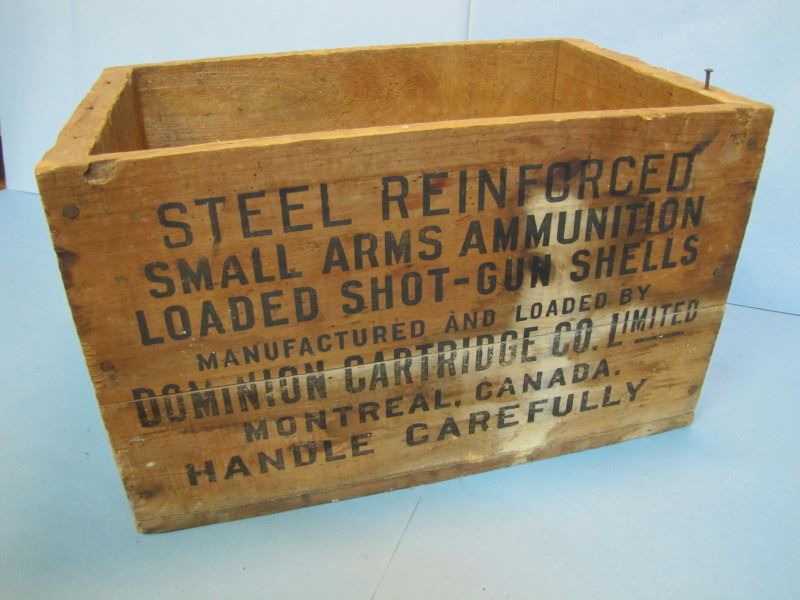 STEEL REINFORCED
SMALL ARMS AMMUNITION
LOADED SHOT-GUN SHELLS
MANUFACTURED AND LOADED BY
DOMINION CARTRIDGE CO. LIMITED
MONTREAL, CANADA.
HANDLE CAREFULLY